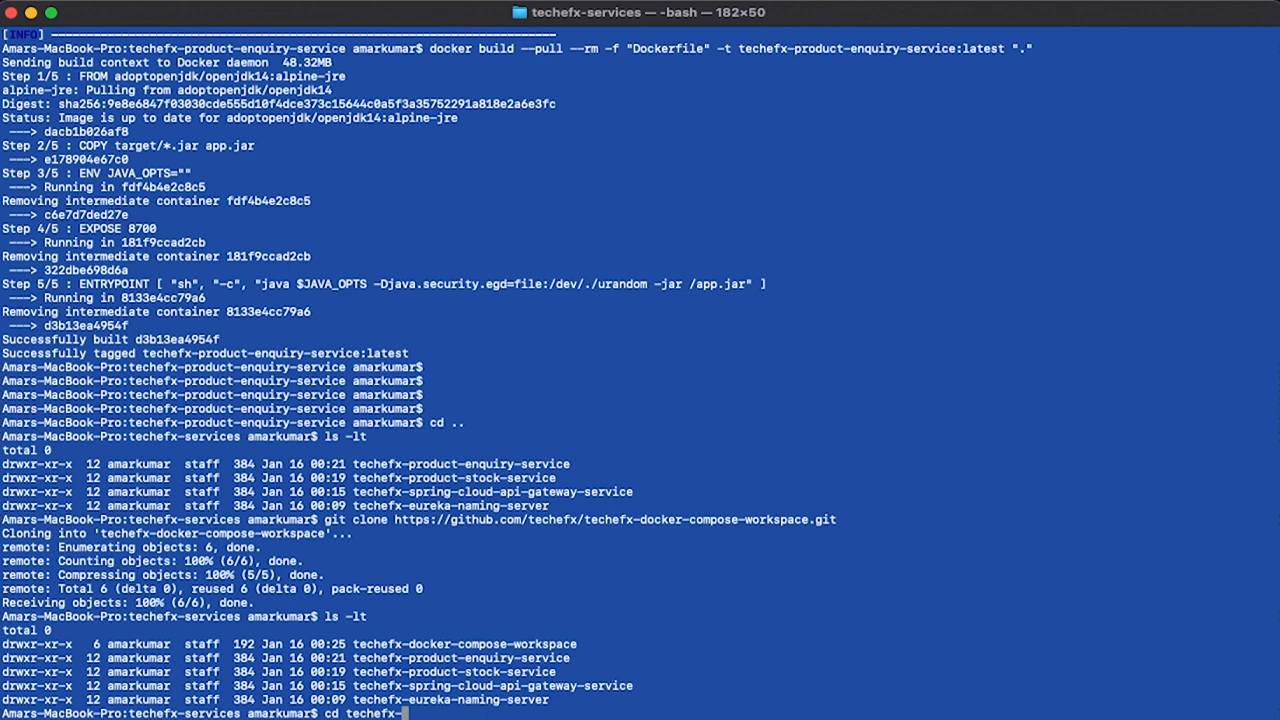 techefx-services — -bash — 182×50
[INFO] ------------------------------------------------------------------------
Amars-MacBook-Pro:techefx-product-enquiry-service amarkumar$ docker build --pull --rm -f "Dockerfile" -t techefx-product-enquiry-service:latest "."
Sending build context to Docker daemon  48.32MB
Step 1/5 : FROM adoptopenjdk/openjdk14:alpine-jre
alpine-jre: Pulling from adoptopenjdk/openjdk14
Digest: sha256:9e8e6847f03030cde555d10f4dce373c15644c0a5f3a35752291a818e2a6e3fc
Status: Image is up to date for adoptopenjdk/openjdk14:alpine-jre
 ---> dacb1b026af8
Step 2/5 : COPY target/*.jar app.jar
 ---> e178904e67c0
Step 3/5 : ENV JAVA_OPTS=""
 ---> Running in fdf4b4e2c8c5
Removing intermediate container fdf4b4e2c8c5
 ---> c6e7d7ded27e
Step 4/5 : EXPOSE 8700
 ---> Running in 181f9ccad2cb
Removing intermediate container 181f9ccad2cb
 ---> 322dbe698d6a
Step 5/5 : ENTRYPOINT [ "sh", "-c", "java $JAVA_OPTS -Djava.security.egd=file:/dev/./urandom -jar /app.jar" ]
 ---> Running in 8133e4cc79a6
Removing intermediate container 8133e4cc79a6
 ---> d3b13ea4954f
Successfully built d3b13ea4954f
Successfully tagged techefx-product-enquiry-service:latest
Amars-MacBook-Pro:techefx-product-enquiry-service amarkumar$
Amars-MacBook-Pro:techefx-product-enquiry-service amarkumar$
Amars-MacBook-Pro:techefx-product-enquiry-service amarkumar$
Amars-MacBook-Pro:techefx-product-enquiry-service amarkumar$
Amars-MacBook-Pro:techefx-product-enquiry-service amarkumar$ cd ..
Amars-MacBook-Pro:techefx-services amarkumar$ ls -lt
total 0
drwxr-xr-x  12 amarkumar  staff  384 Jan 16 00:21 techefx-product-enquiry-service
drwxr-xr-x  12 amarkumar  staff  384 Jan 16 00:19 techefx-product-stock-service
drwxr-xr-x  12 amarkumar  staff  384 Jan 16 00:15 techefx-spring-cloud-api-gateway-service
drwxr-xr-x  12 amarkumar  staff  384 Jan 16 00:09 techefx-eureka-naming-server
Amars-MacBook-Pro:techefx-services amarkumar$ git clone https://github.com/techefx/techefx-docker-compose-workspace.git
Cloning into 'techefx-docker-compose-workspace'...
remote: Enumerating objects: 6, done.
remote: Counting objects: 100% (6/6), done.
remote: Compressing objects: 100% (5/5), done.
remote: Total 6 (delta 0), reused 6 (delta 0), pack-reused 0
Receiving objects: 100% (6/6), done.
Amars-MacBook-Pro:techefx-services amarkumar$ ls -lt
total 0
drwxr-xr-x   6 amarkumar  staff  192 Jan 16 00:25 techefx-docker-compose-workspace
drwxr-xr-x  12 amarkumar  staff  384 Jan 16 00:21 techefx-product-enquiry-service
drwxr-xr-x  12 amarkumar  staff  384 Jan 16 00:19 techefx-product-stock-service
drwxr-xr-x  12 amarkumar  staff  384 Jan 16 00:15 techefx-spring-cloud-api-gateway-service
drwxr-xr-x  12 amarkumar  staff  384 Jan 16 00:09 techefx-eureka-naming-server
Amars-MacBook-Pro:techefx-services amarkumar$ cd techefx-